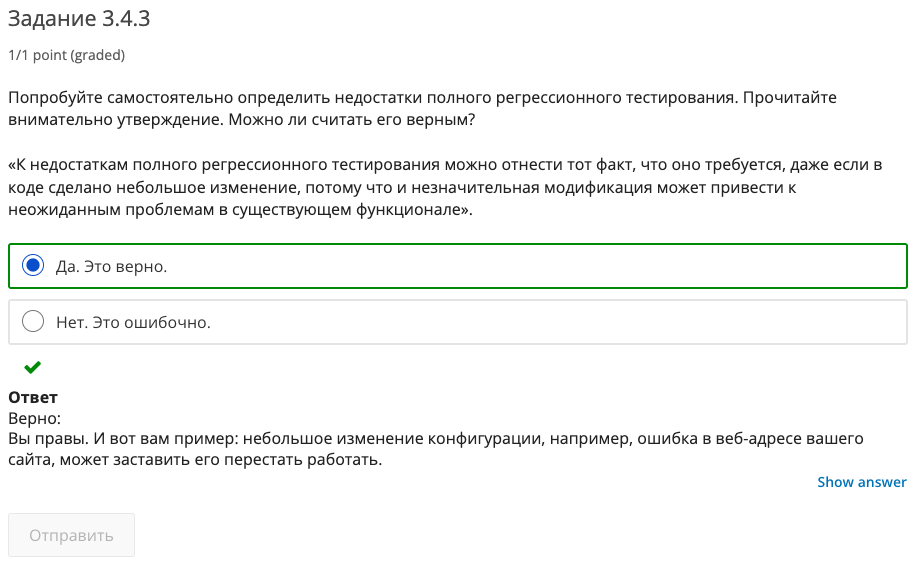 Задание 3.4.3
1/1 point (graded)
Попробуйте самостоятельно определить недостатки полного регрессионного тестирования. Прочитайте
внимательно утверждение. Можно ли считать его верным?
«К недостаткам полного регрессионного тестирования можно отнести тот факт, что оно требуется, даже если в
коде сделано небольшое изменение, потому что и незначительная модификация может привести к
неожиданным проблемам в существующем функционале».
Да. Это верно.
Нет. Это ошибочно.
Ответ
Верно:
Вы правы. И вот вам пример: небольшое изменение конфигурации, например, ошибка в веб-адресе вашего
сайта, может заставить его перестать работать.
Show answer
Отправить